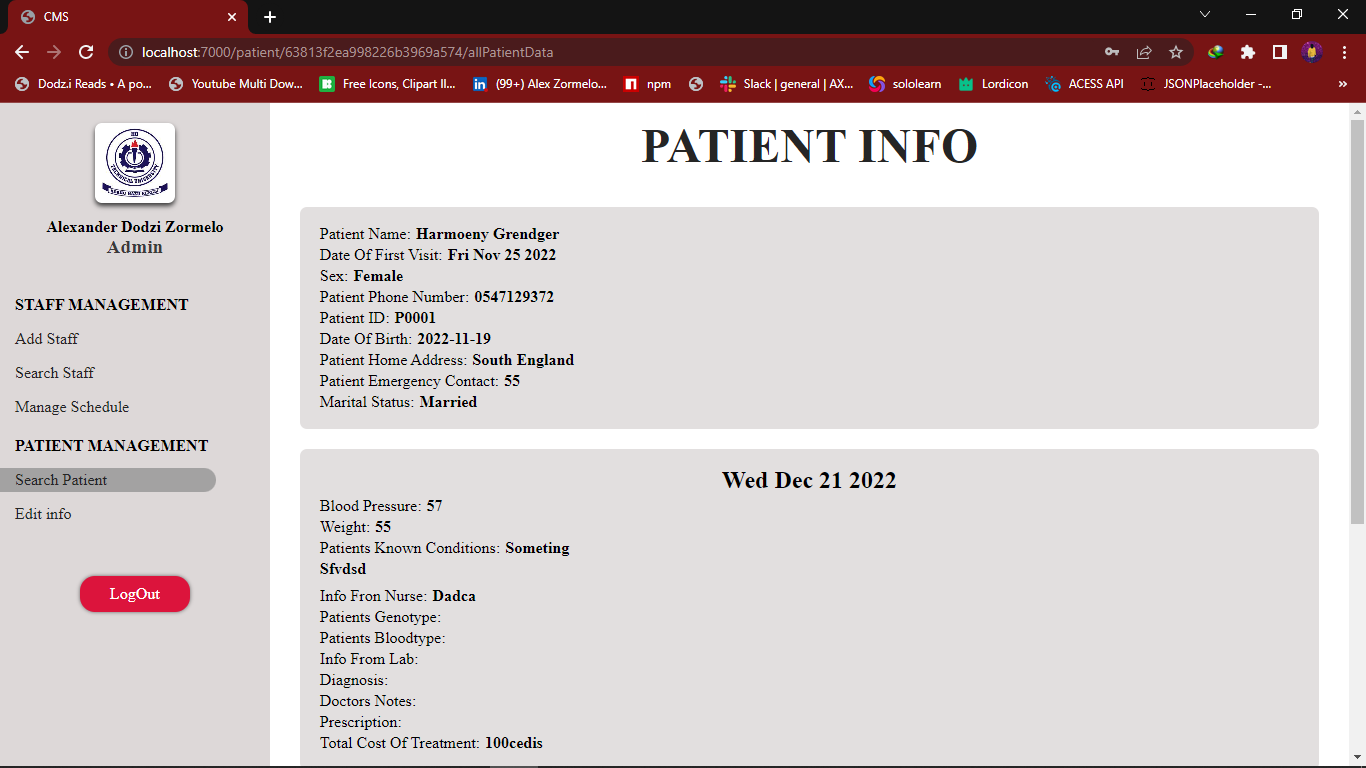 CMS
localhost:7000/patient/63813f2ea998226b3969a574/allPatientData
Dodz.i Reads • A po...
Youtube Multi Dow...
Free Icons, Clipart Il...
(99+) Alex Zormelo...
npm
Slack | general | AX...
sololearn
Lordicon
ACESS API
JSONPlaceholder -...
»
Alexander Dodzi Zormelo
Admin
STAFF MANAGEMENT
Add Staff
Search Staff
Manage Schedule
PATIENT MANAGEMENT
Search Patient
Edit info
LogOut
PATIENT INFO
Patient Name: Harmoeny Grendger
Date Of First Visit: Fri Nov 25 2022
Sex: Female
Patient Phone Number: 0547129372
Patient ID: P0001
Date Of Birth: 2022-11-19
Patient Home Address: South England
Patient Emergency Contact: 55
Marital Status: Married
Wed Dec 21 2022
Blood Pressure: 57
Weight: 55
Patients Known Conditions: Someting
Sfvdsd
Info Fron Nurse: Dadca
Patients Genotype:
Patients Bloodtype:
Info From Lab:
Diagnosis:
Doctors Notes:
Prescription:
Total Cost Of Treatment: 100cedis